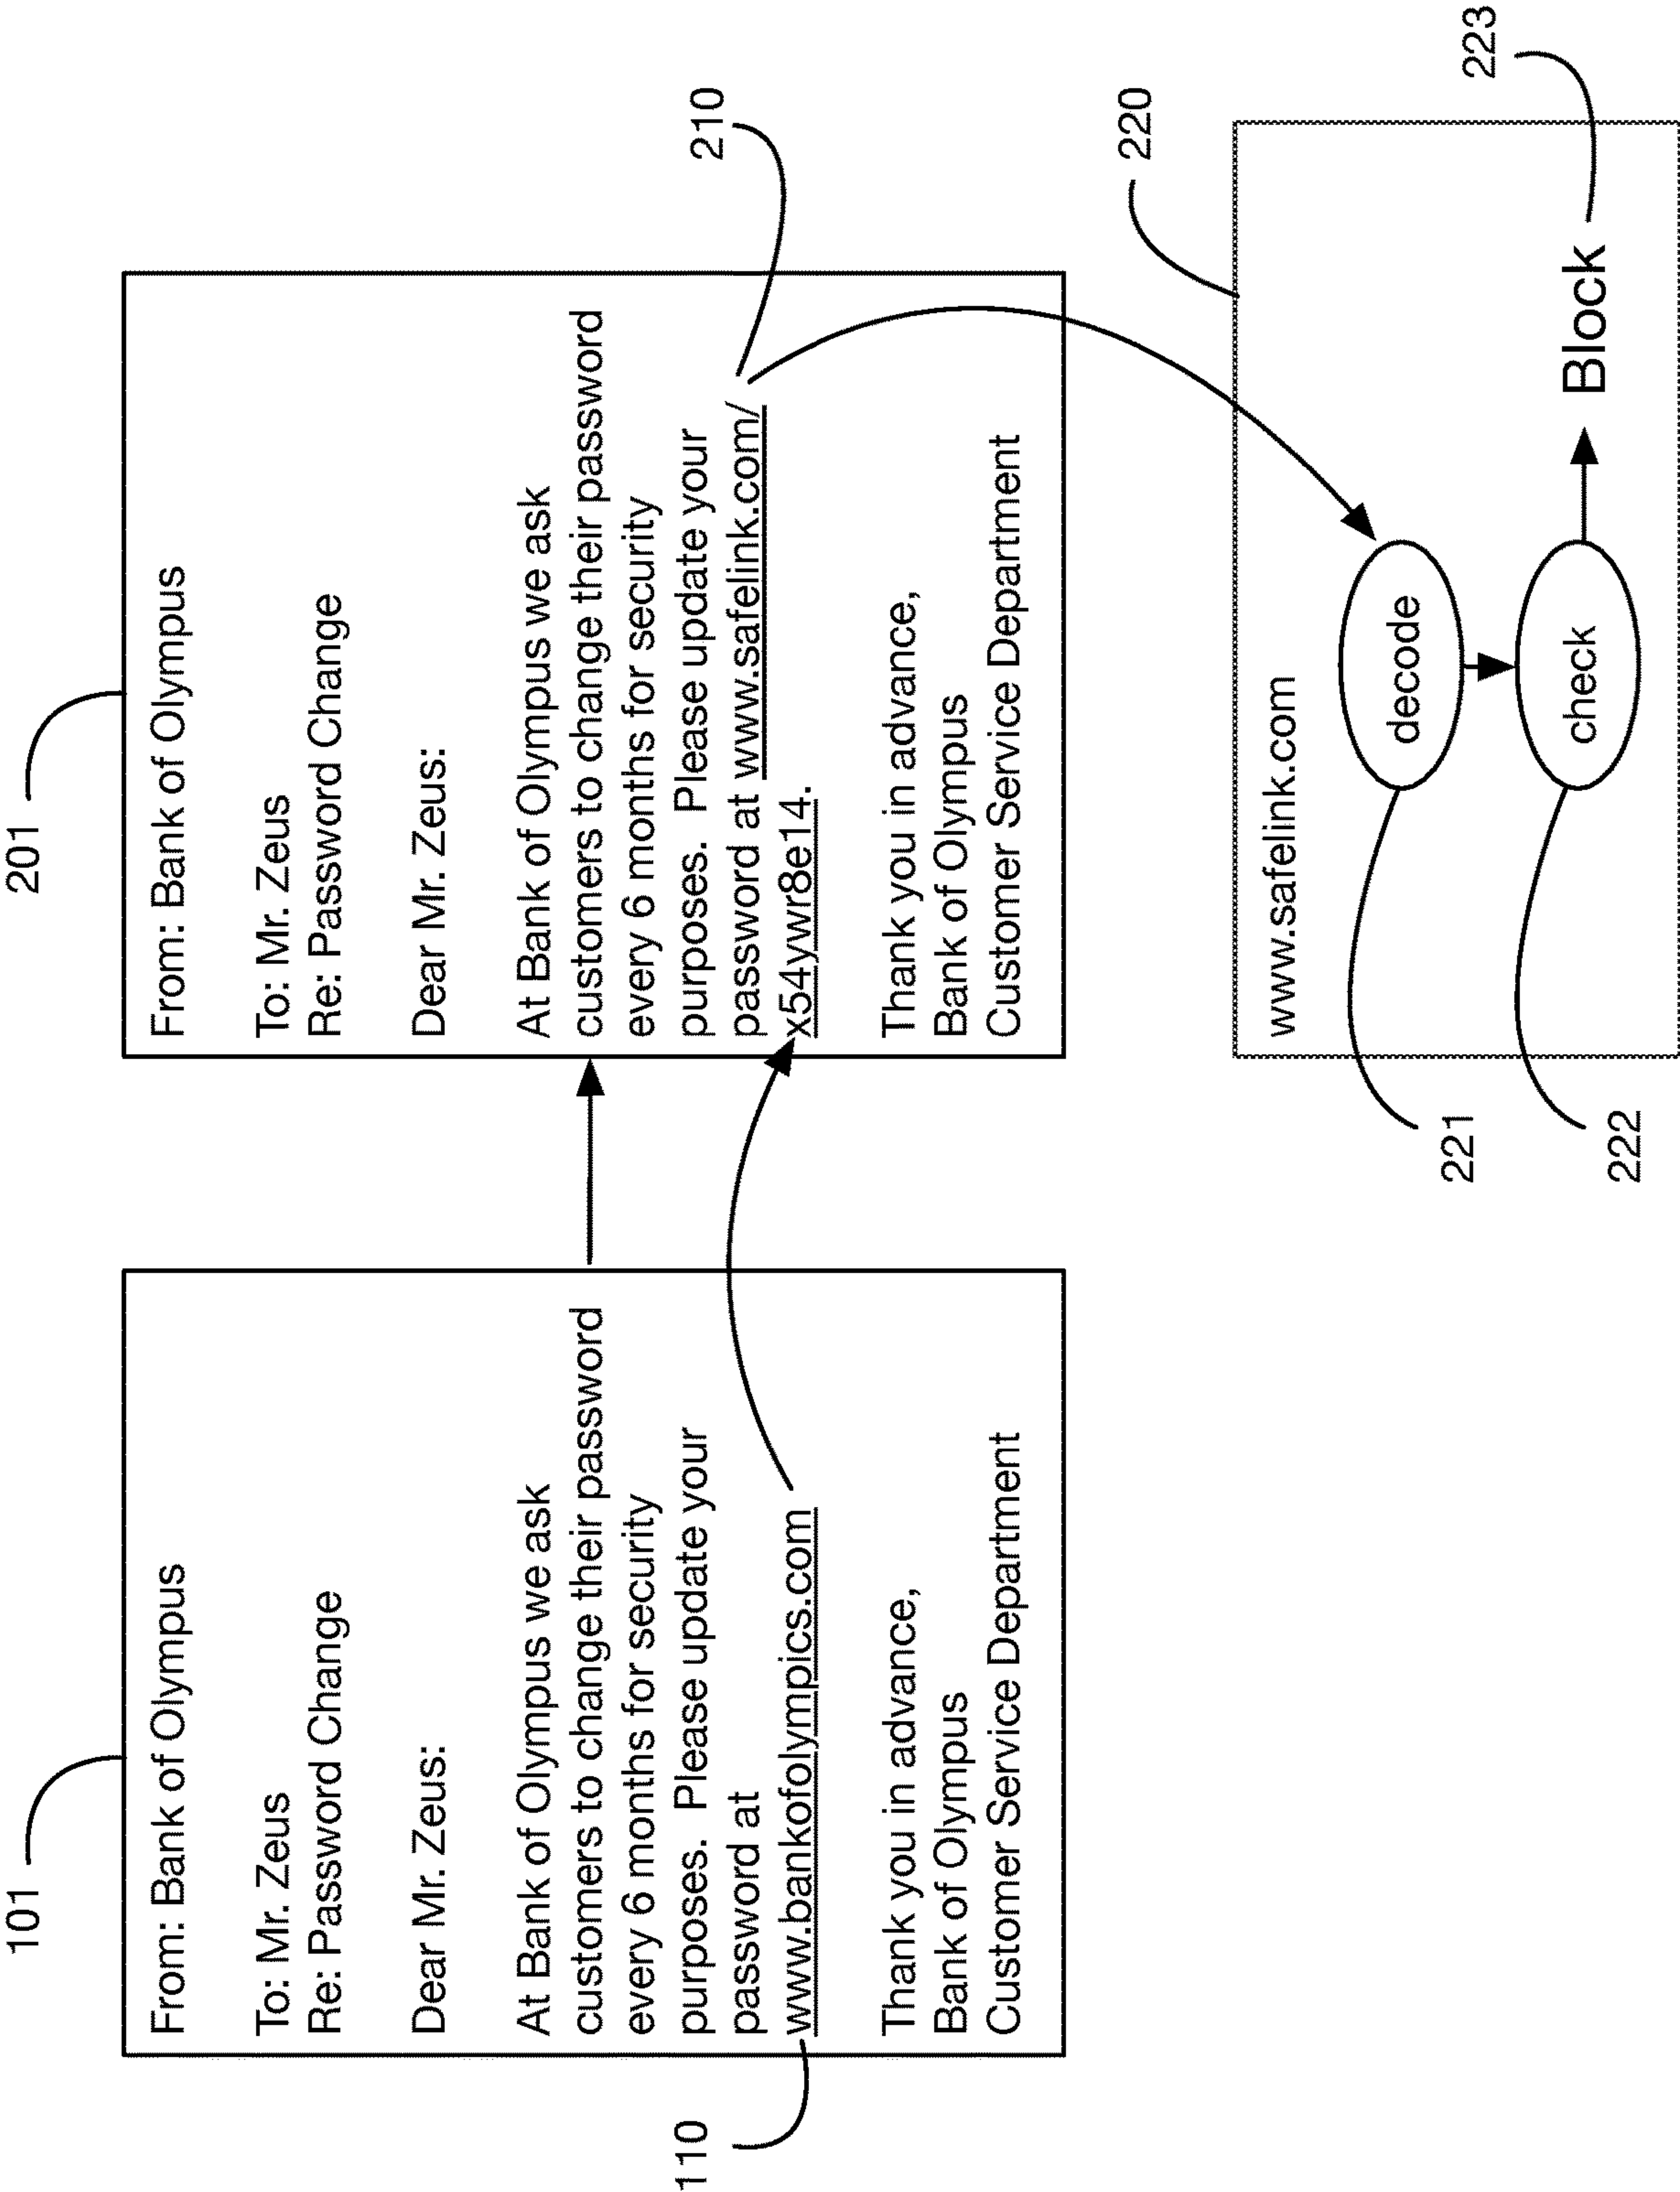 101
From: Bank of Olympus
To: Mr. Zeus
Re: Password Change
Dear Mr. Zeus:
At Bank of Olympus we ask
customers to change their password
every 6 months for security
purposes.  Please update your
password at
www.bankofolympics.com
Thank you in advance,
Bank of Olympus
Customer Service Department
110
201
From: Bank of Olympus
To: Mr. Zeus
Re: Password Change
Dear Mr. Zeus:
At Bank of Olympus we ask
customers to change their password
every 6 months for security
purposes.  Please update your
password at www.safelink.com/
x54ywr8e14.
Thank you in advance,
Bank of Olympus
Customer Service Department
210
220
www.safelink.com
decode
check
Block
221
222
223